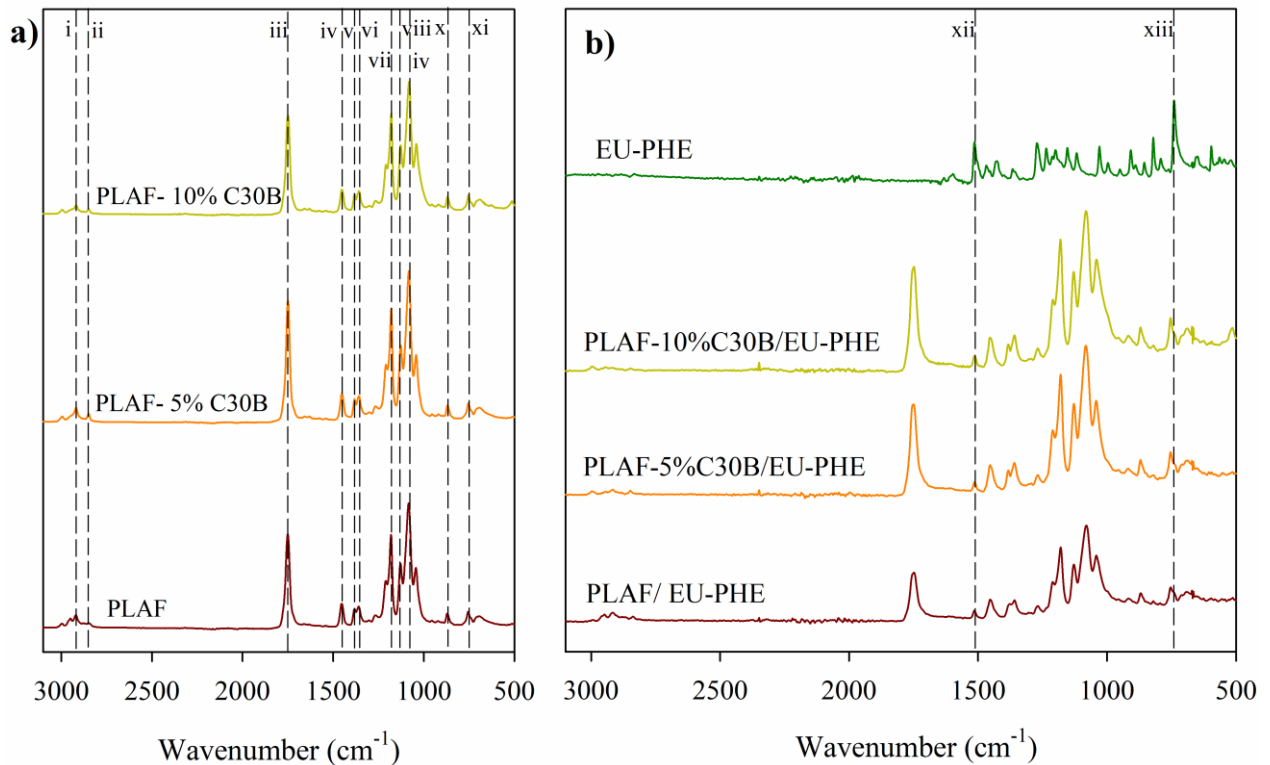 a)
i ii iii iv v vi viii x xi
vii iv
PLAF- 10% C30B
PLAF- 5% C30B
PLAF
3000 2500 2000 1500 1000 500
Wavenumber (cm⁻¹)
b)
xii xiii
EU-PHE
PLAF-10%C30B/EU-PHE
PLAF-5%C30B/EU-PHE
PLAF/ EU-PHE
3000 2500 2000 1500 1000 500
Wavenumber (cm⁻¹)